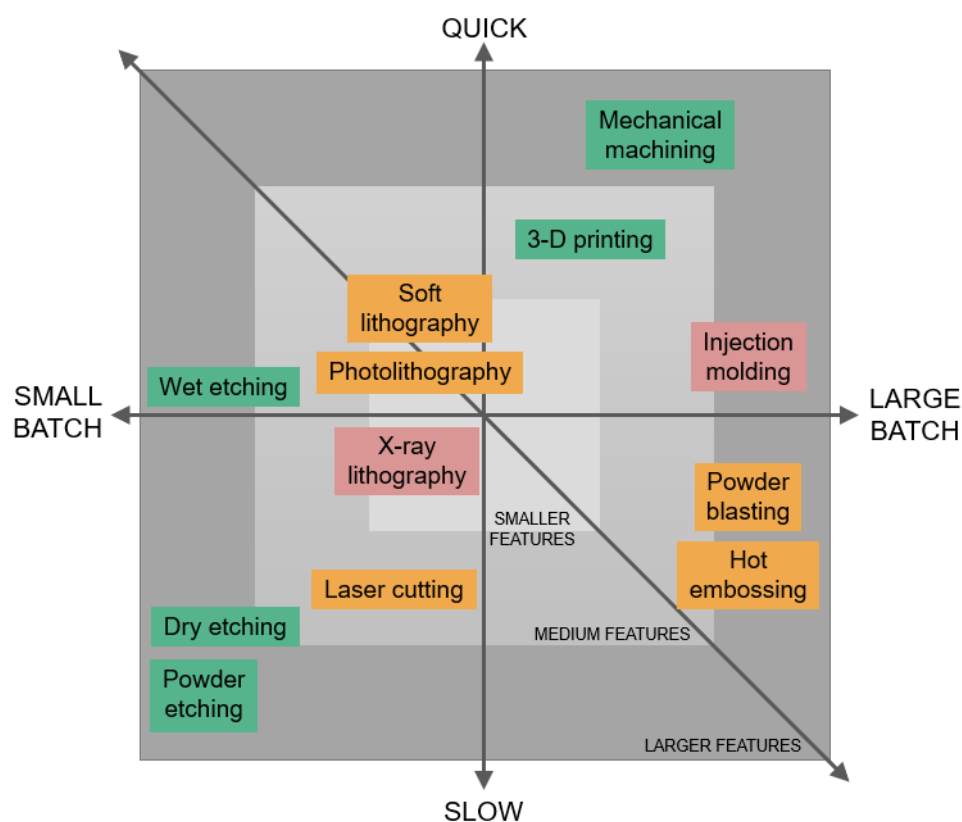 QUICK
Mechanical
machining
3-D printing
Soft
lithography
Injection
molding
Photolithography
Wet etching
SMALL
BATCH
LARGE
BATCH
X-ray
lithography
Powder
blasting
SMALLER
FEATURES
Hot
embossing
Laser cutting
Dry etching
MEDIUM FEATURES
Powder
etching
LARGER FEATURES
SLOW